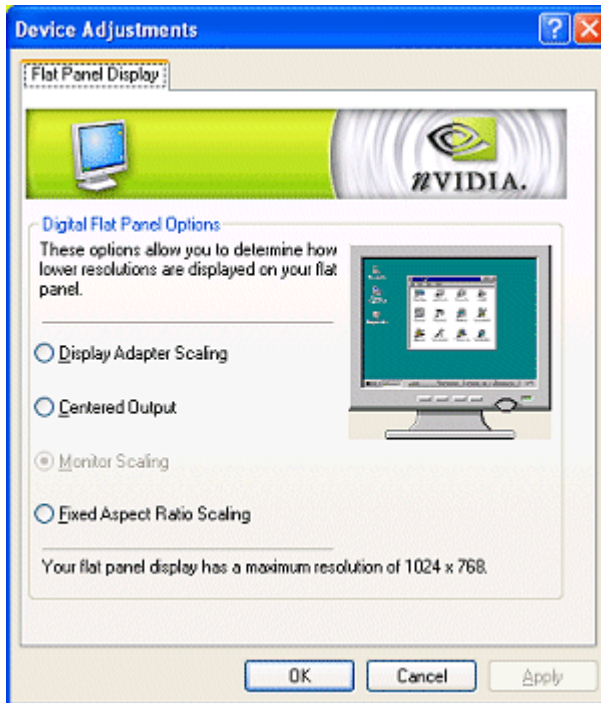 Device Adjustments
Flat Panel Display
nVIDIA.
Digital Flat Panel Options
These options allow you to determine how
lower resolutions are displayed on your flat
panel.
Display Adapter Scaling
Centered Output
Monitor Scaling
Fixed Aspect Ratio Scaling
Your flat panel display has a maximum resolution of 1024 x 768.
OK Cancel Apply